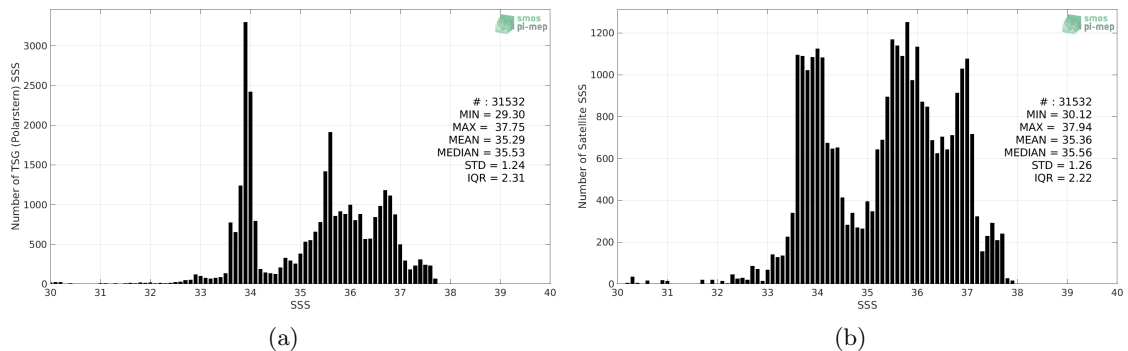 smos
pi-mep
3000
2500
2000
1500
1000
500
0
Number of TSG (Polarstern) SSS
# : 31532
MIN = 29.30
MAX = 37.75
MEAN = 35.29
MEDIAN = 35.53
STD = 1.24
IQR = 2.31
30 31 32 33 34 35 36 37 38 39 40
SSS
(a)
smos
pi-mep
1200
1000
800
600
400
200
0
Number of Satellite SSS
# : 31532
MIN = 30.12
MAX = 37.94
MEAN = 35.36
MEDIAN = 35.56
STD = 1.26
IQR = 2.22
30 31 32 33 34 35 36 37 38 39 40
SSS
(b)